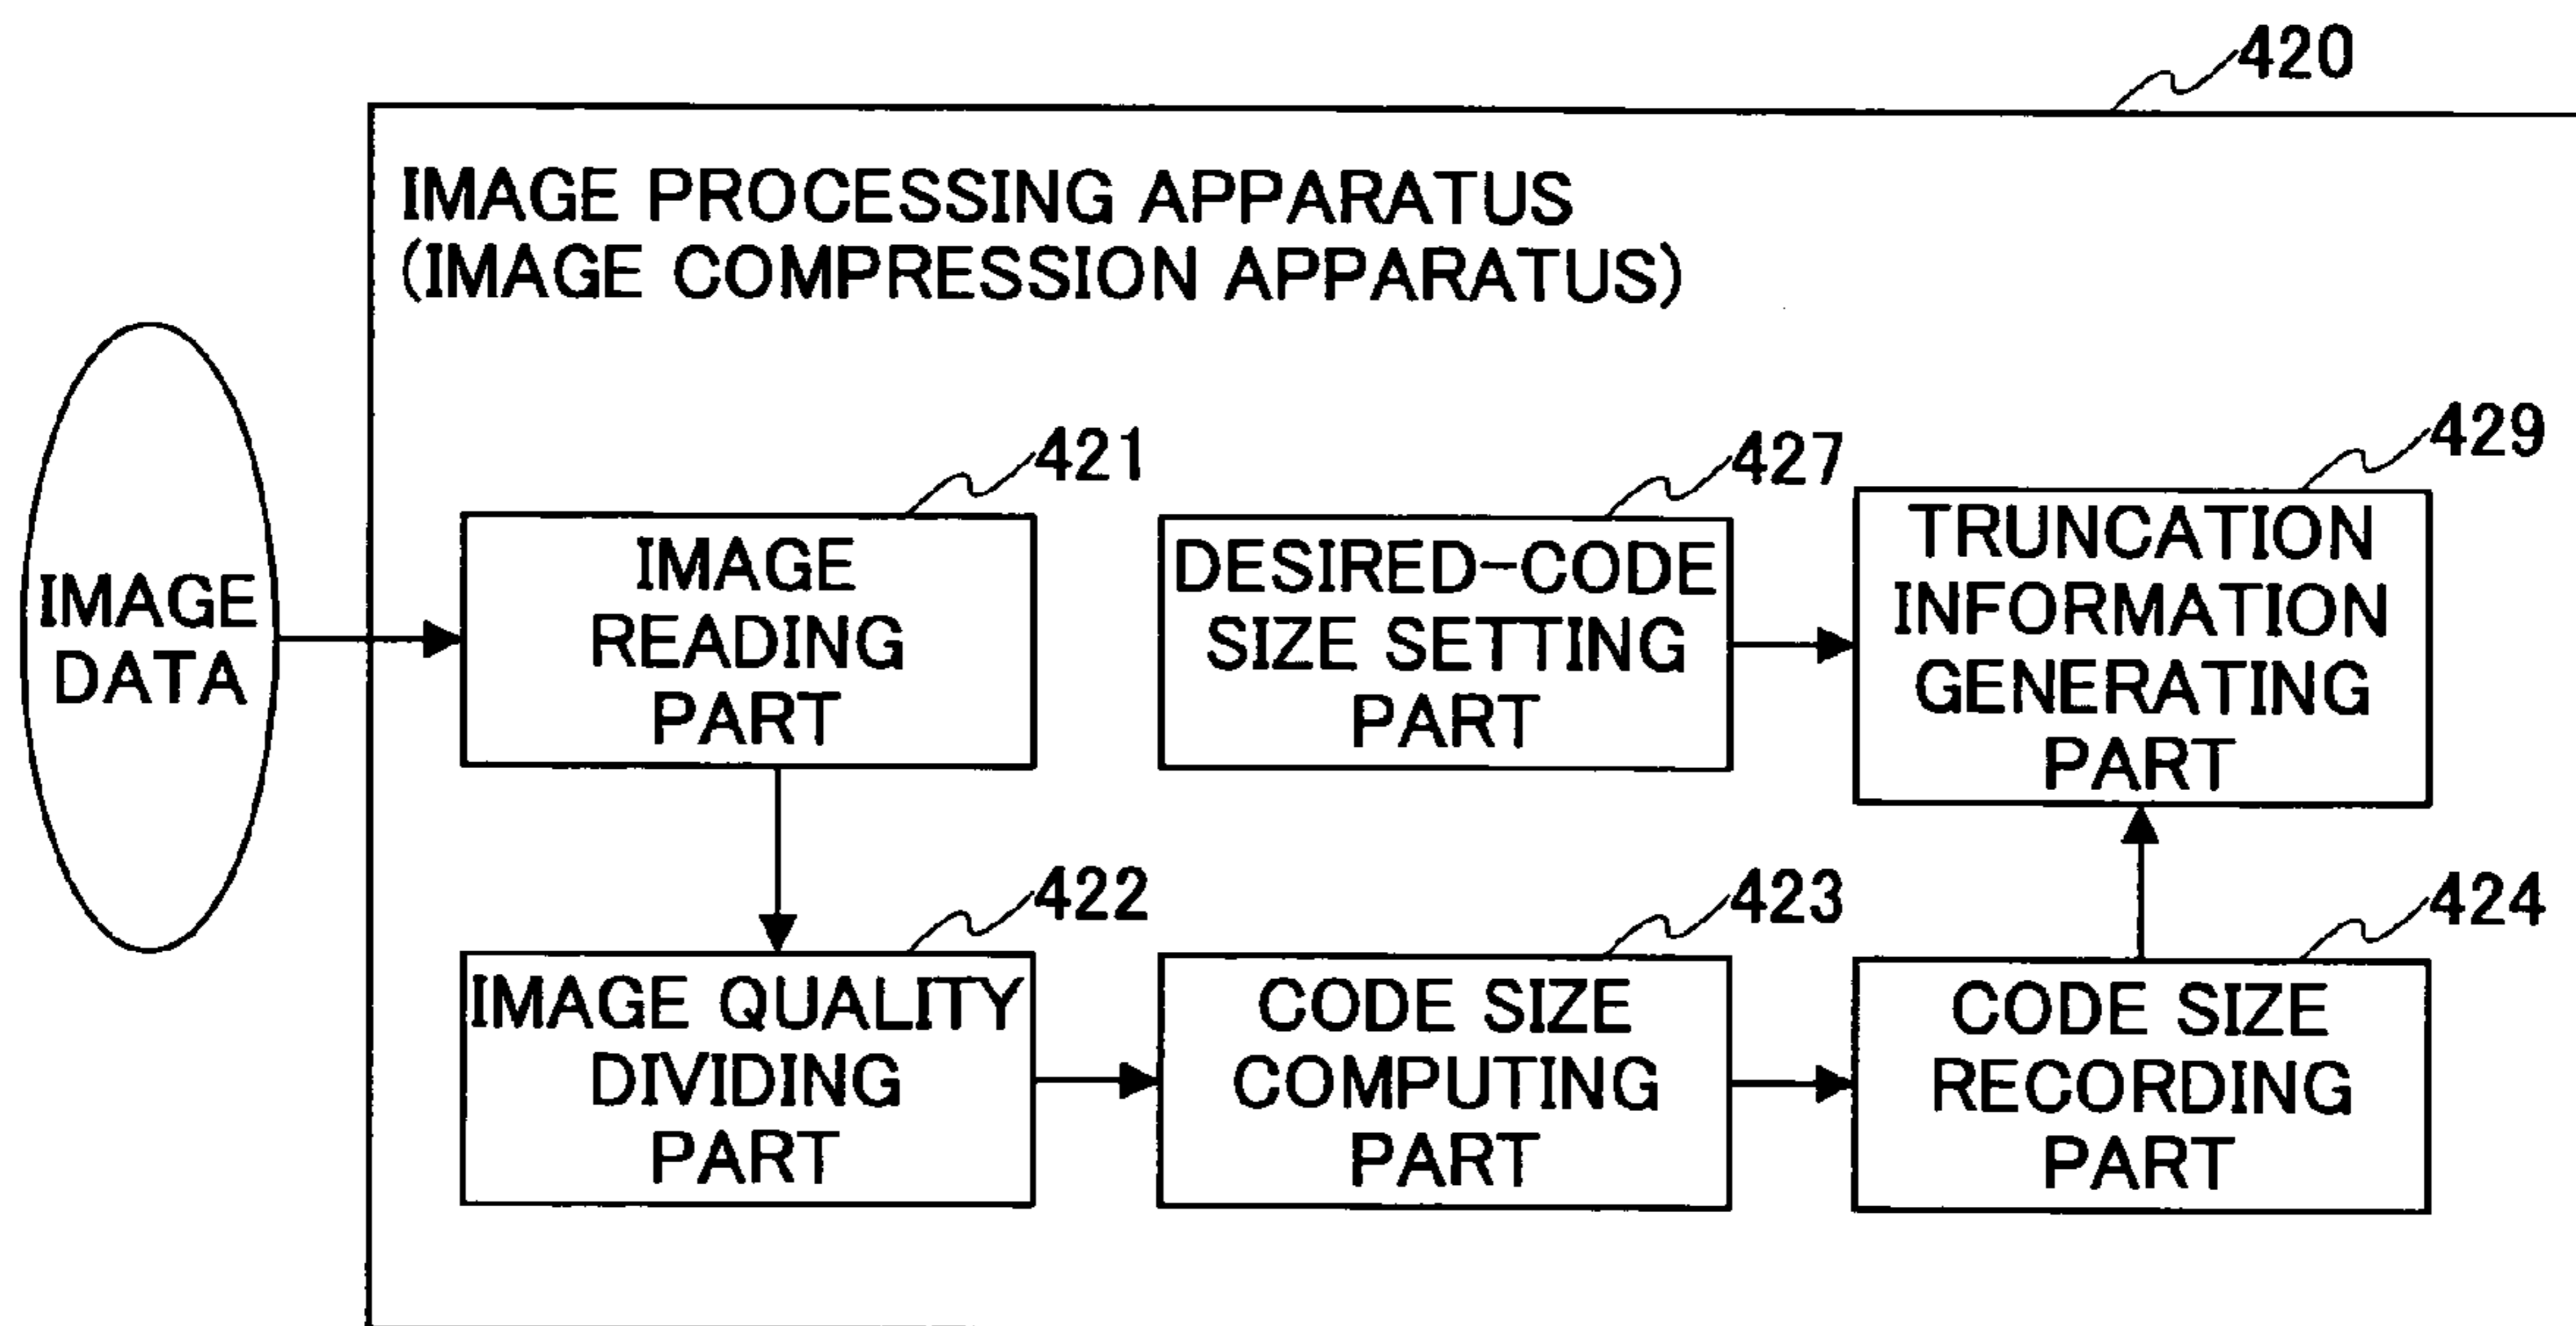 420
IMAGE PROCESSING APPARATUS
(IMAGE COMPRESSION APPARATUS)
IMAGE
DATA
421
IMAGE
READING
PART
427
DESIRED-CODE
SIZE SETTING
PART
429
TRUNCATION
INFORMATION
GENERATING
PART
422
IMAGE QUALITY
DIVIDING
PART
423
CODE SIZE
COMPUTING
PART
424
CODE SIZE
RECORDING
PART